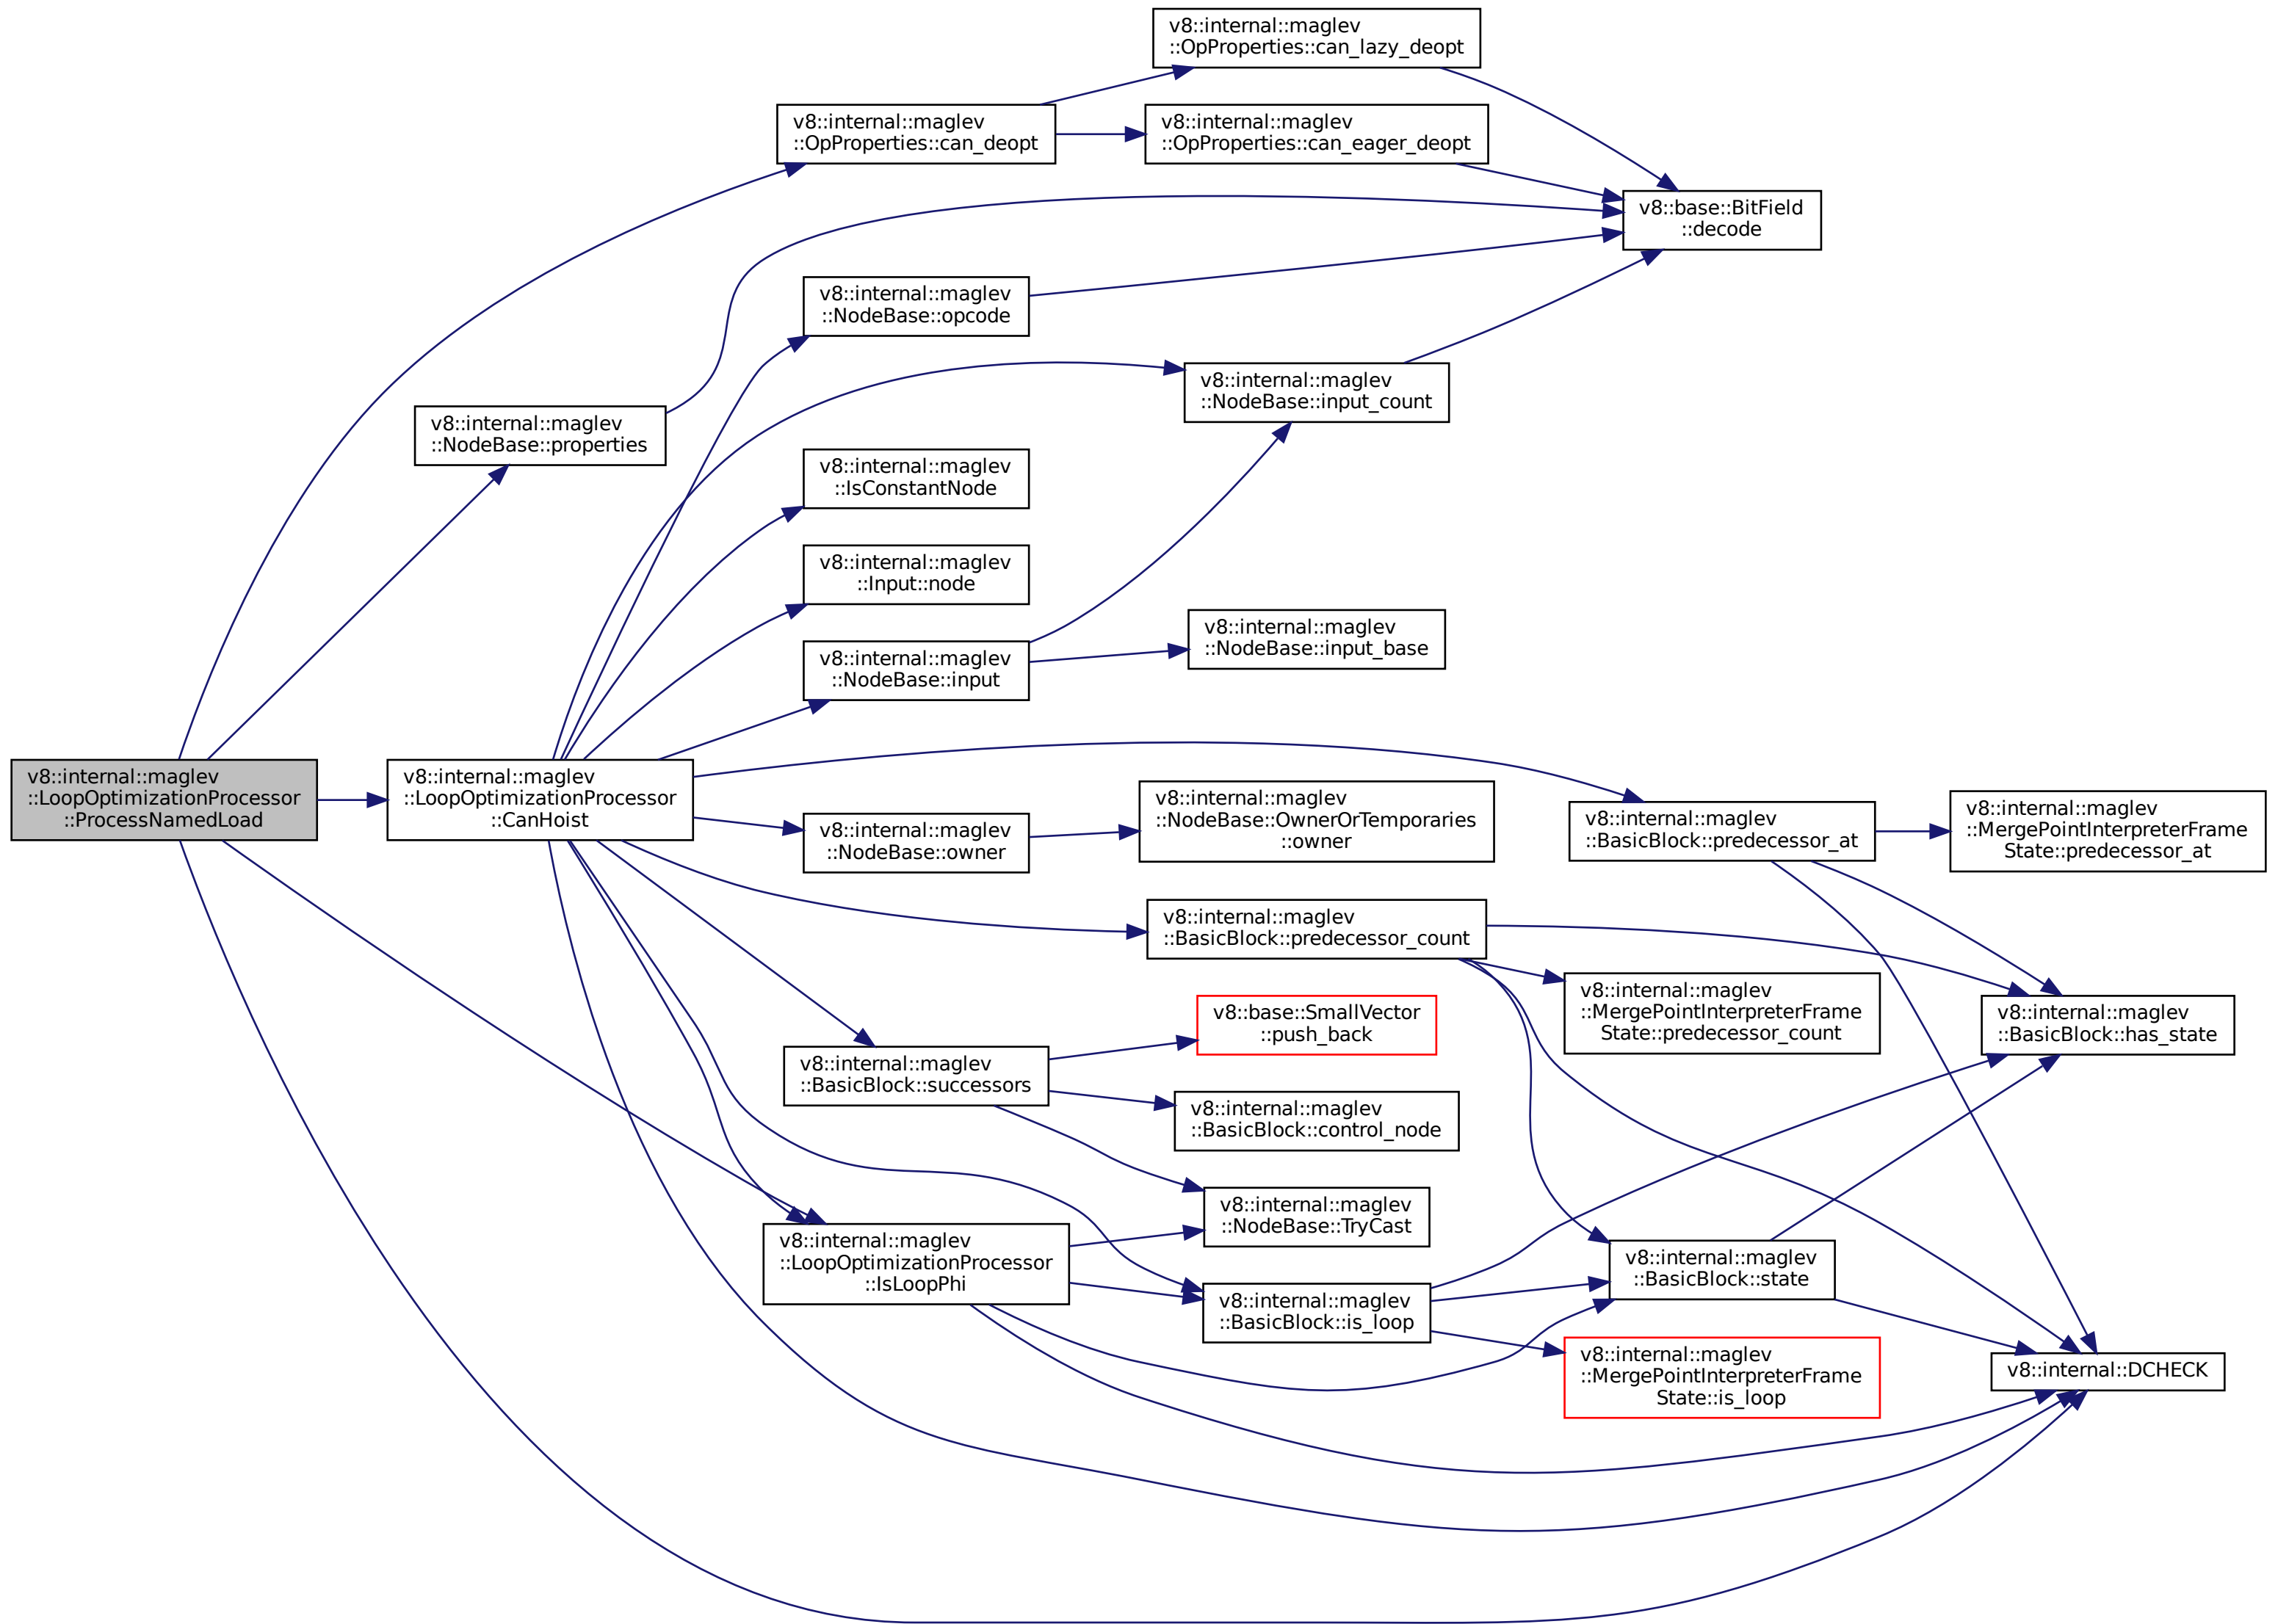 v8::internal::maglev
::OpProperties::can_lazy_deopt
v8::internal::maglev
::OpProperties::can_deopt
v8::internal::maglev
::OpProperties::can_eager_deopt
v8::base::BitField
::decode
v8::internal::maglev
::NodeBase::opcode
v8::internal::maglev
::NodeBase::input_count
v8::internal::maglev
::NodeBase::properties
v8::internal::maglev
::IsConstantNode
v8::internal::maglev
::Input::node
v8::internal::maglev
::NodeBase::input
v8::internal::maglev
::NodeBase::input_base
v8::internal::maglev
::LoopOptimizationProcessor
::ProcessNamedLoad
v8::internal::maglev
::LoopOptimizationProcessor
::CanHoist
v8::internal::maglev
::NodeBase::owner
v8::internal::maglev
::NodeBase::OwnerOrTemporaries
::owner
v8::internal::maglev
::BasicBlock::predecessor_at
v8::internal::maglev
::MergePointInterpreterFrame
State::predecessor_at
v8::internal::maglev
::BasicBlock::predecessor_count
v8::internal::maglev
::MergePointInterpreterFrame
State::predecessor_count
v8::internal::maglev
::BasicBlock::has_state
v8::base::SmallVector
::push_back
v8::internal::maglev
::BasicBlock::successors
v8::internal::maglev
::BasicBlock::control_node
v8::internal::maglev
::NodeBase::TryCast
v8::internal::maglev
::LoopOptimizationProcessor
::IsLoopPhi
v8::internal::maglev
::BasicBlock::is_loop
v8::internal::maglev
::BasicBlock::state
v8::internal::maglev
::MergePointInterpreterFrame
State::is_loop
v8::internal::DCHECK